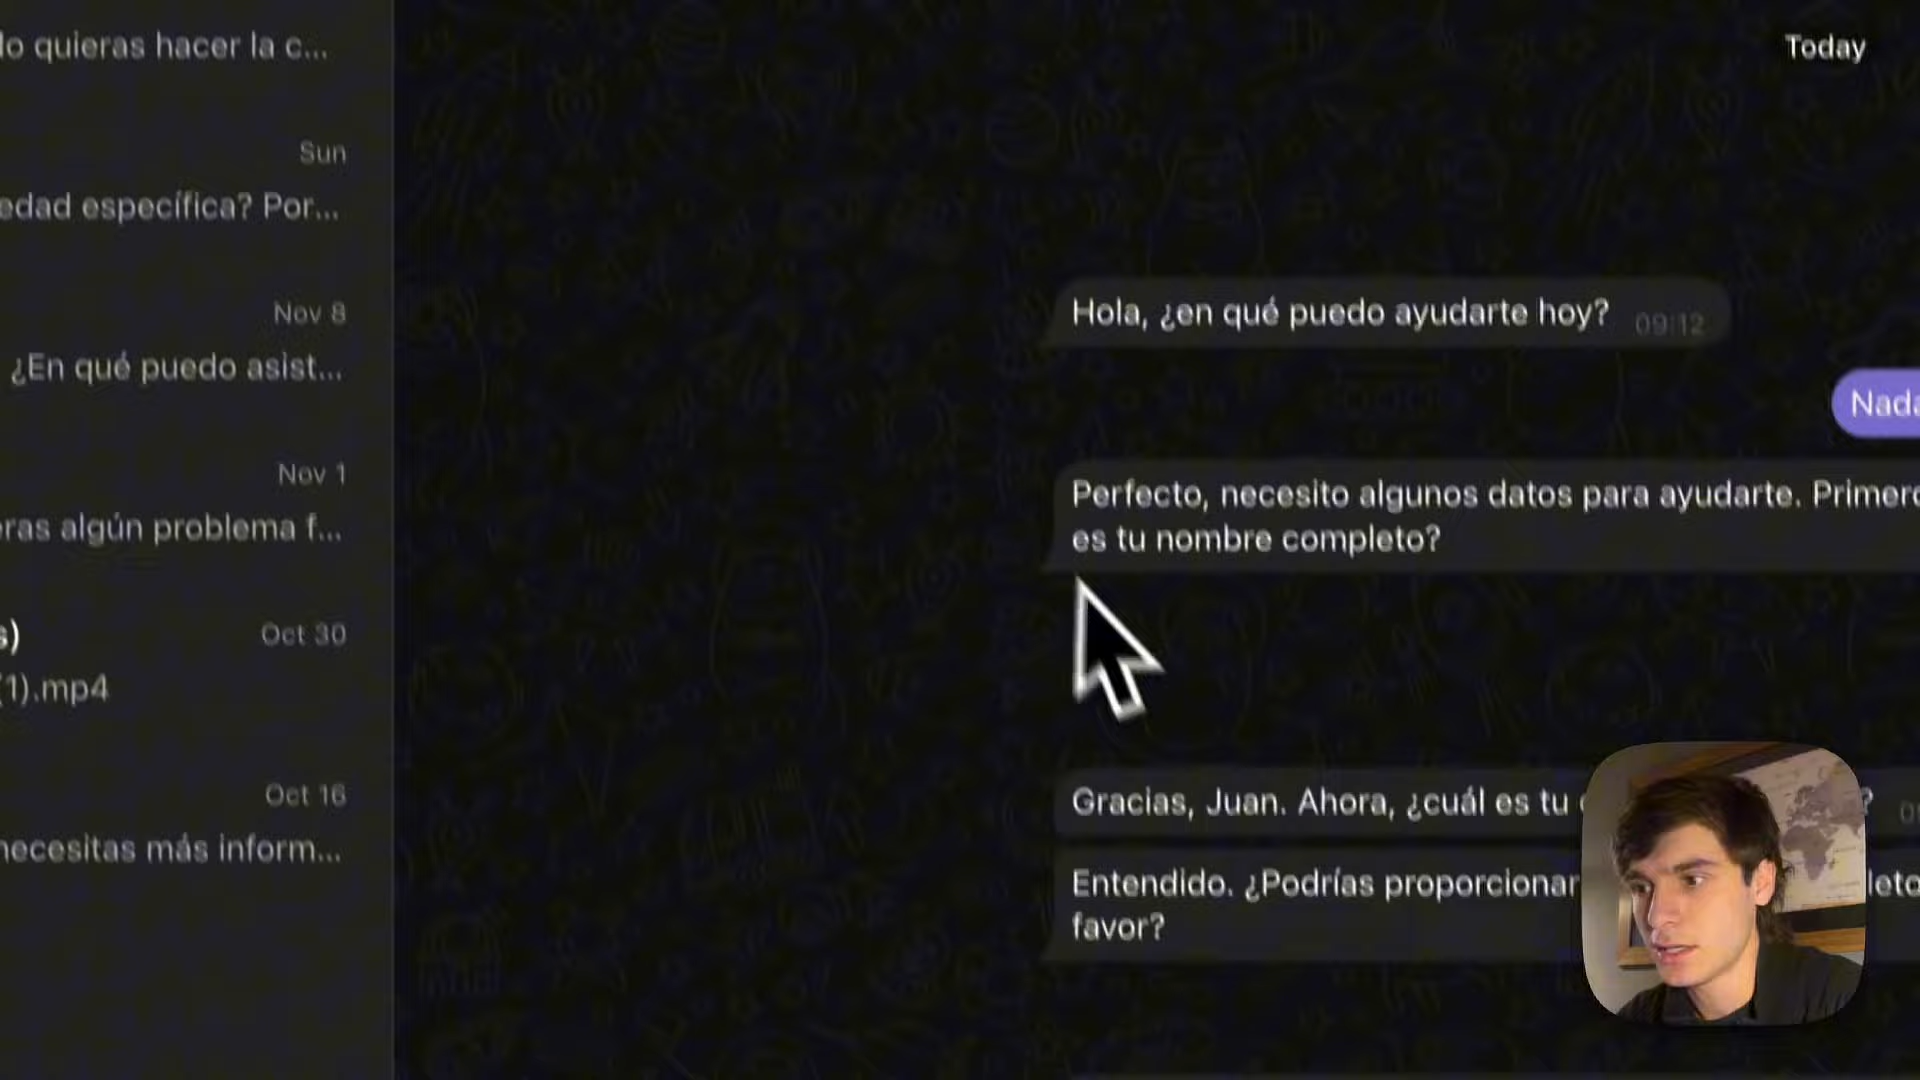 lo quieras hacer la c...
Sun
edad específica? Por...
Nov 8
¿En qué puedo asist...
Nov 1
eras algún problema f...
s)
Oct 30
(1).mp4
Oct 16
necesitas más inform...
Today
Hola, ¿en qué puedo ayudarte hoy? 09:12
Nada
Perfecto, necesito algunos datos para ayudarte. Primero
es tu nombre completo?
Gracias, Juan. Ahora, ¿cuál es tu
?
Entendido. ¿Podrías proporcionar
leto
favor?